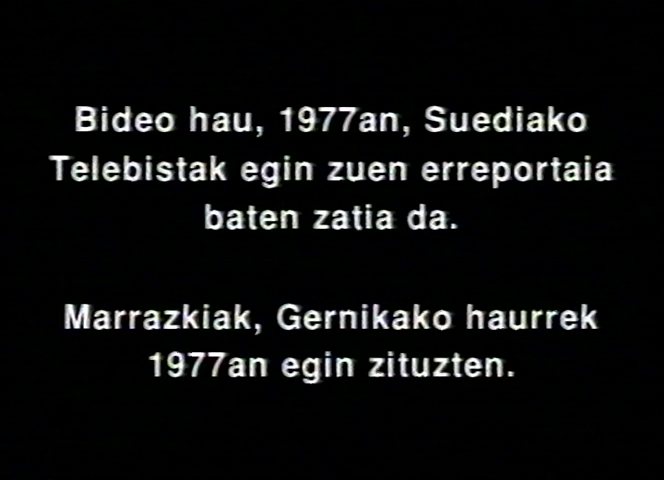 Bideo hau, 1977an, Suediako
Telebistak egin zuen erreportaia
baten zatia da.
Marrazkiak, Gernikako haurrek
1977an egin zituzten.